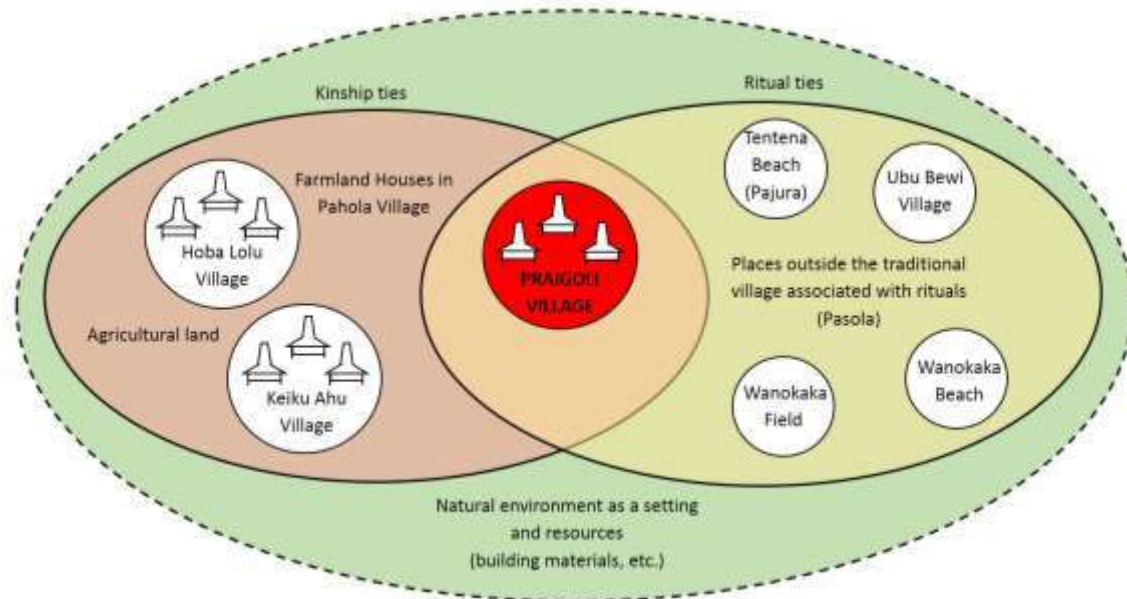 Kinship ties
Ritual ties
Hoba Lolu
Village
Farmland Houses in
Pahola Village
Agricultural land
Keiku Ahu
Village
PRAIGOLI
VILLAGE
Tentena
Beach
(Pajura)
Ubu Bewi
Village
Places outside the traditional
village associated with rituals
(Pasola)
Wanokaka
Field
Wanokaka
Beach
Natural environment as a setting
and resources
(building materials, etc.)